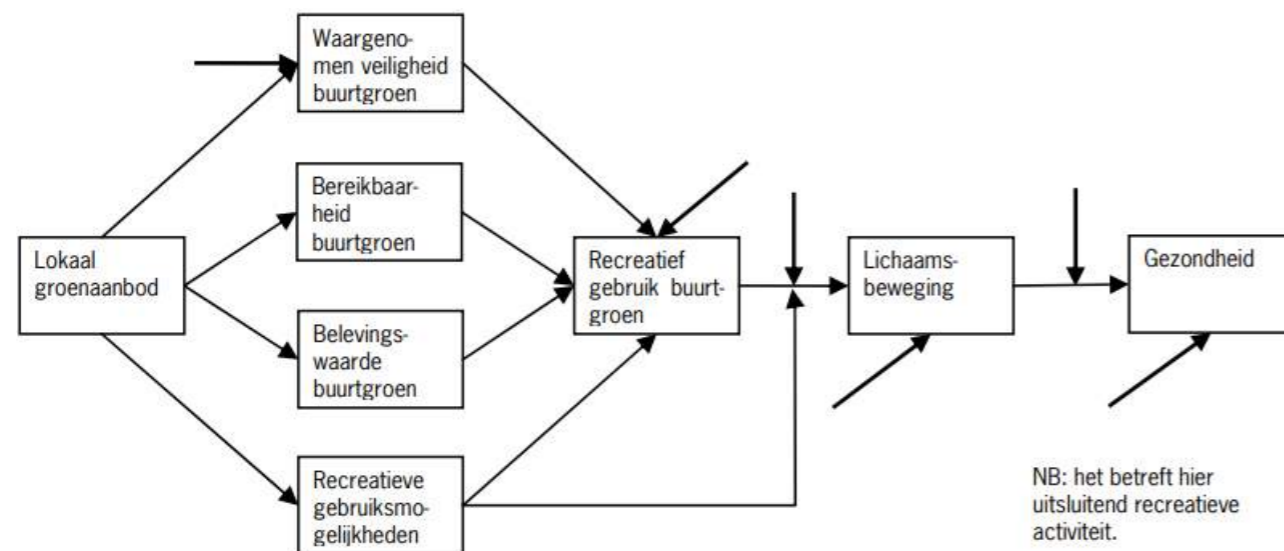 Waargeno-
men veiligheid
buurtgroen
Bereikbaar-
heid
buurtgroen
Lokaal
groenaanbod
Recreatief
gebruik buurt-
groen
Lichaams-
beweging
Gezondheid
Belevings-
waarde
buurtgroen
Recreatieve
gebruiksmo-
gelijkheden
NB: het betreft hier
uitsluitend recreatieve
activiteit.